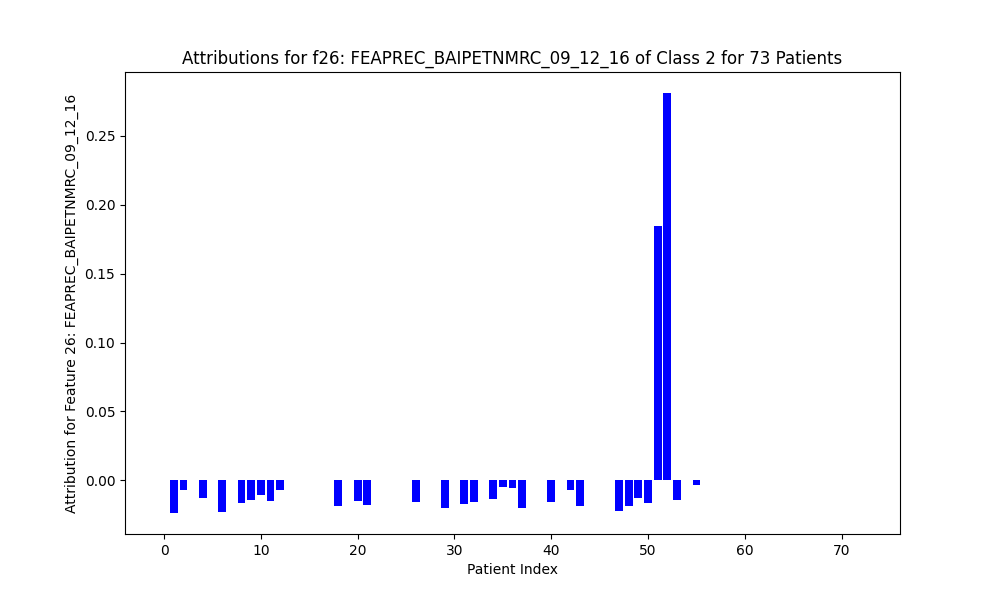 Attributions for f26: FEAPREC_BAIPETNMRC_09_12_16 of Class 2 for 73 Patients
Attribution for Feature 26: FEAPREC_BAIPETNMRC_09_12_16
0.25
0.20
0.15
0.10
0.05
0.00
0 10 20 30 40 50 60 70
Patient Index